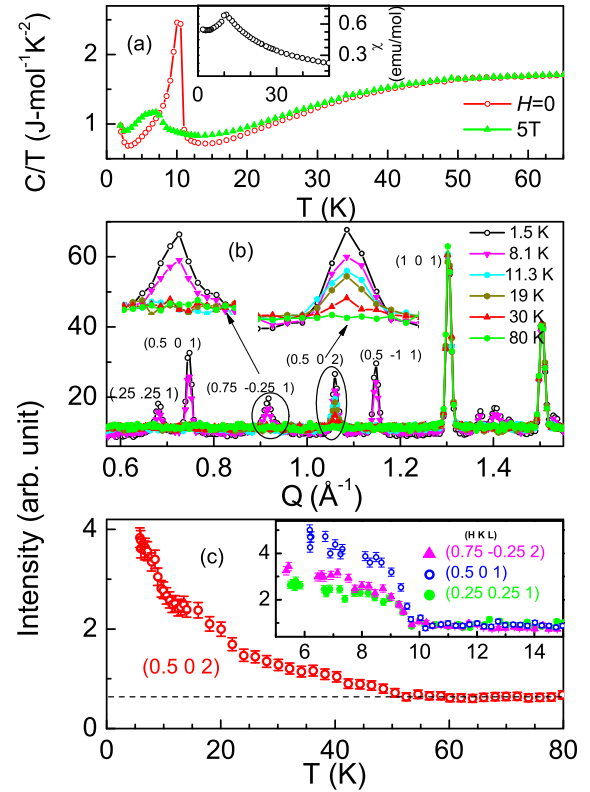 C/T (J-mol⁻¹K⁻²)
2
1
(a)
0.6
0.3
χ
(emu/mol)
0
30
H=0
5T
0
10
20
30
40
50
60
T (K)
Intensity (arb. unit)
60
40
20
(b)
(1 0 1)
1.5 K
8.1 K
11.3 K
19 K
30 K
80 K
(0.5 0 1)
(.25 .25 1)
(0.75 -0.25 1)
(0.5 0 2)
(0.5 -1 1)
0.6
0.8
1.0
1.2
1.4
Q (Å⁻¹)
4
2
0
(c)
(0.5 0 2)
4
2
(H K L)
(0.75 -0.25 2)
(0.5 0 1)
(0.25 0.25 1)
6
8
10
12
14
0
10
20
30
40
50
60
70
80
T (K)